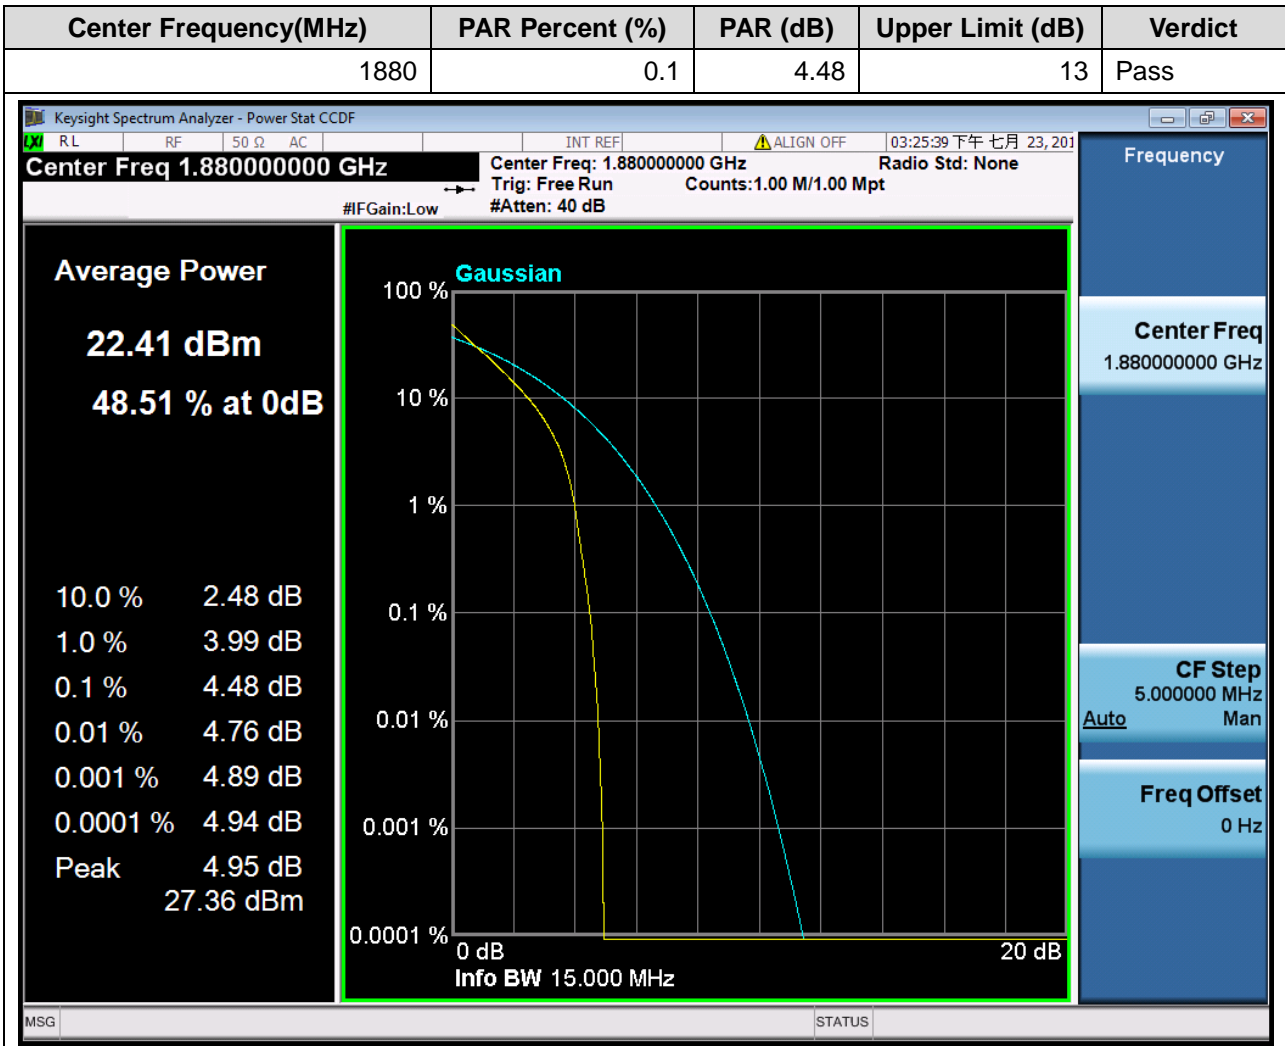 Center Frequency(MHz) PAR Percent (%) PAR (dB) Upper Limit (dB) Verdict
1880 0.1 4.48 13 Pass
Keysight Spectrum Analyzer - Power Stat CCDF
LXI RL RF 50 Ω AC INT REF ALIGN OFF 03:25:39 下午 七月 23, 201
Center Freq 1.880000000 GHz
Center Freq: 1.880000000 GHz Radio Std: None
Trig: Free Run Counts:1.00 M/1.00 Mpt
#IFGain:Low #Atten: 40 dB
Frequency
Average Power
22.41 dBm
48.51 % at 0dB
10.0 % 2.48 dB
1.0 % 3.99 dB
0.1 % 4.48 dB
0.01 % 4.76 dB
0.001 % 4.89 dB
0.0001 % 4.94 dB
Peak 4.95 dB
27.36 dBm
Gaussian
100 %
10 %
1 %
0.1 %
0.01 %
0.001 %
0.0001 %
0 dB 20 dB
Info BW 15.000 MHz
Center Freq
1.880000000 GHz
CF Step
5.000000 MHz
Auto Man
Freq Offset
0 Hz
MSG STATUS